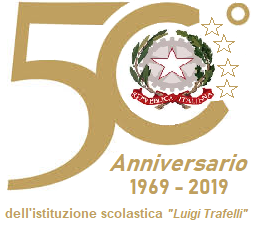 50°
REPVBBLICA ITALIANA
Anniversario
1969 - 2019
dell'istituzione scolastica "Luigi Trafelli"